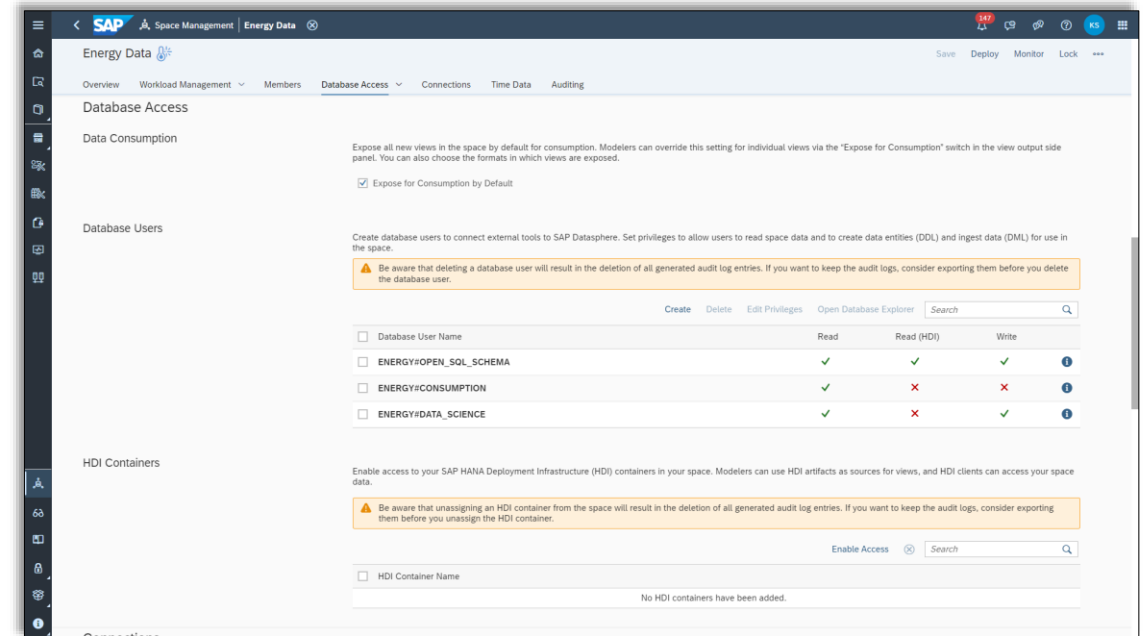 SAP Space Management Energy Data
147
KS
Energy Data
Save Deploy Monitor Lock
Overview Workload Management Members Database Access Connections Time Data Auditing
Database Access
Data Consumption
Expose all new views in the space by default for consumption. Modelers can override this setting for individual views via the "Expose for Consumption" switch in the view output side
panel. You can also choose the formats in which views are exposed.
Expose for Consumption by Default
Database Users
Create database users to connect external tools to SAP Datasphere. Set privileges to allow users to read space data and to create data entities (DDL) and ingest data (DML) for use in
the space.
Be aware that deleting a database user will result in the deletion of all generated audit log entries. If you want to keep the audit logs, consider exporting them before you delete
the database user.
Create Delete Edit Privileges Open Database Explorer Search
Database User Name Read Read (HDI) Write
ENERGY#OPEN_SQL_SCHEMA
ENERGY#CONSUMPTION
ENERGY#DATA_SCIENCE
HDI Containers
Enable access to your SAP HANA Deployment Infrastructure (HDI) containers in your space. Modelers can use HDI artifacts as sources for views, and HDI clients can access your space
data.
Be aware that unassigning an HDI container from the space will result in the deletion of all generated audit log entries. If you want to keep the audit logs, consider exporting
them before you unassign the HDI container.
Enable Access Search
HDI Container Name
No HDI containers have been added.
Connections